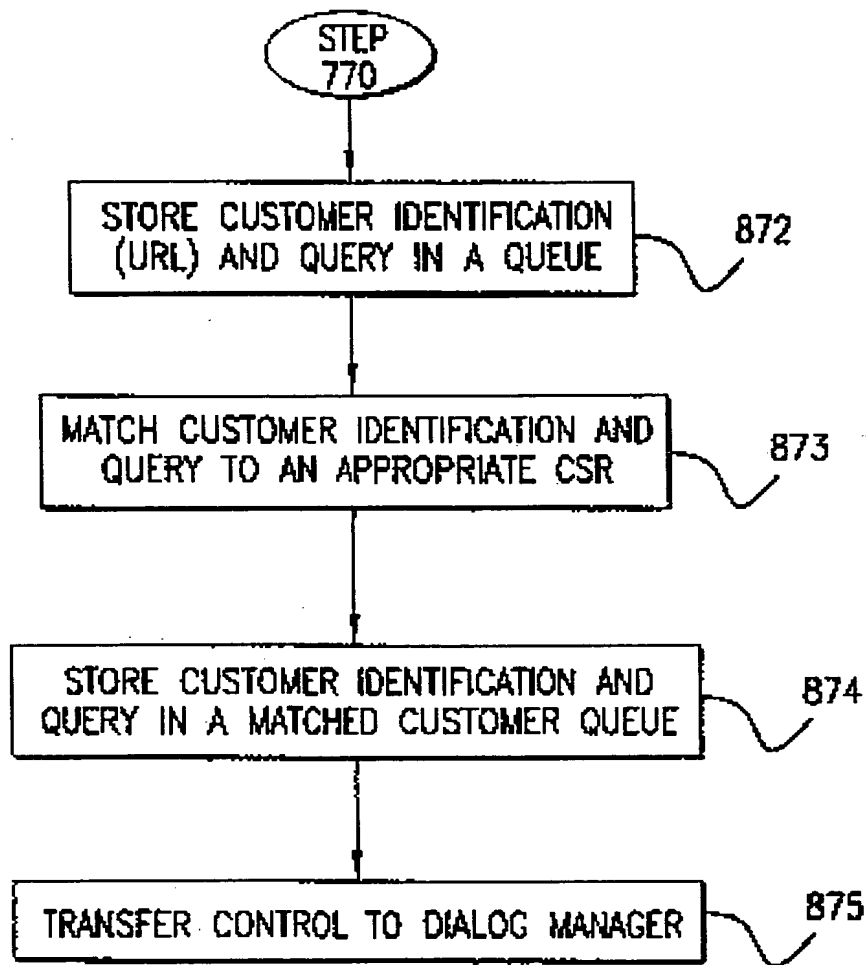 STEP
770
STORE CUSTOMER IDENTIFICATION
(URL) AND QUERY IN A QUEUE
872
MATCH CUSTOMER IDENTIFICATION AND
QUERY TO AN APPROPRIATE CSR
873
STORE CUSTOMER IDENTIFICATION AND
QUERY IN A MATCHED CUSTOMER QUEUE
874
TRANSFER CONTROL TO DIALOG MANAGER
875